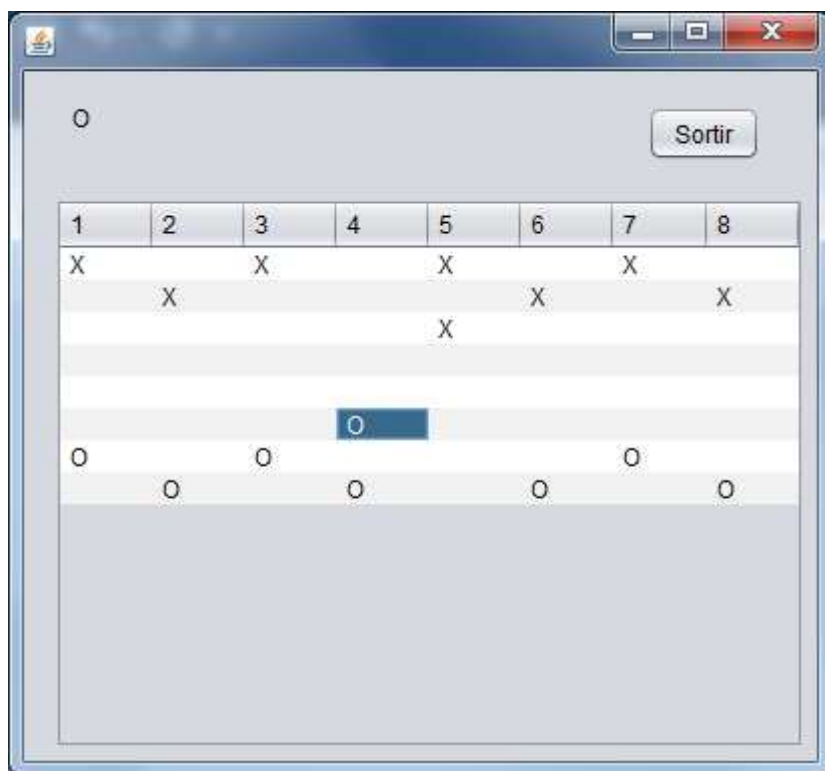 O
Sortir
1 2 3 4 5 6 7 8
X X X X
X X X
X
O
O O O
O O O O